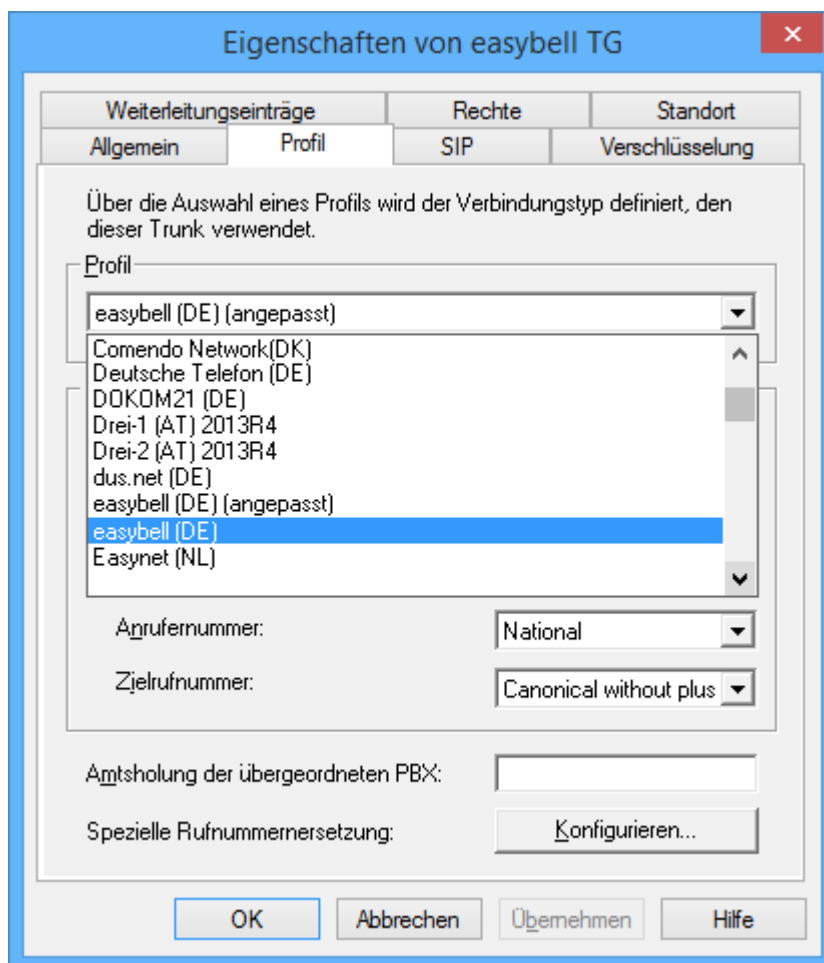 Eigenschaften von easybell TG
Weiterleitungseinträge Rechte Standort
Allgemein Profil SIP Verschlüsselung
Über die Auswahl eines Profils wird der Verbindungstyp definiert, den
dieser Trunk verwendet.
Profil
easybell (DE) (angepasst)
Comendo Network(DK)
Deutsche Telefon (DE)
DOKOM21 (DE)
Drei-1 (AT) 2013R4
Drei-2 (AT) 2013R4
dus.net (DE)
easybell (DE) (angepasst)
easybell (DE)
Easynet (NL)
Anrufernummer: National
Zielrufnummer: Canonical without plus
Amtsholung der übergeordneten PBX:
Spezielle Rufnummernersetzung: Konfigurieren...
OK Abbrechen Übernehmen Hilfe